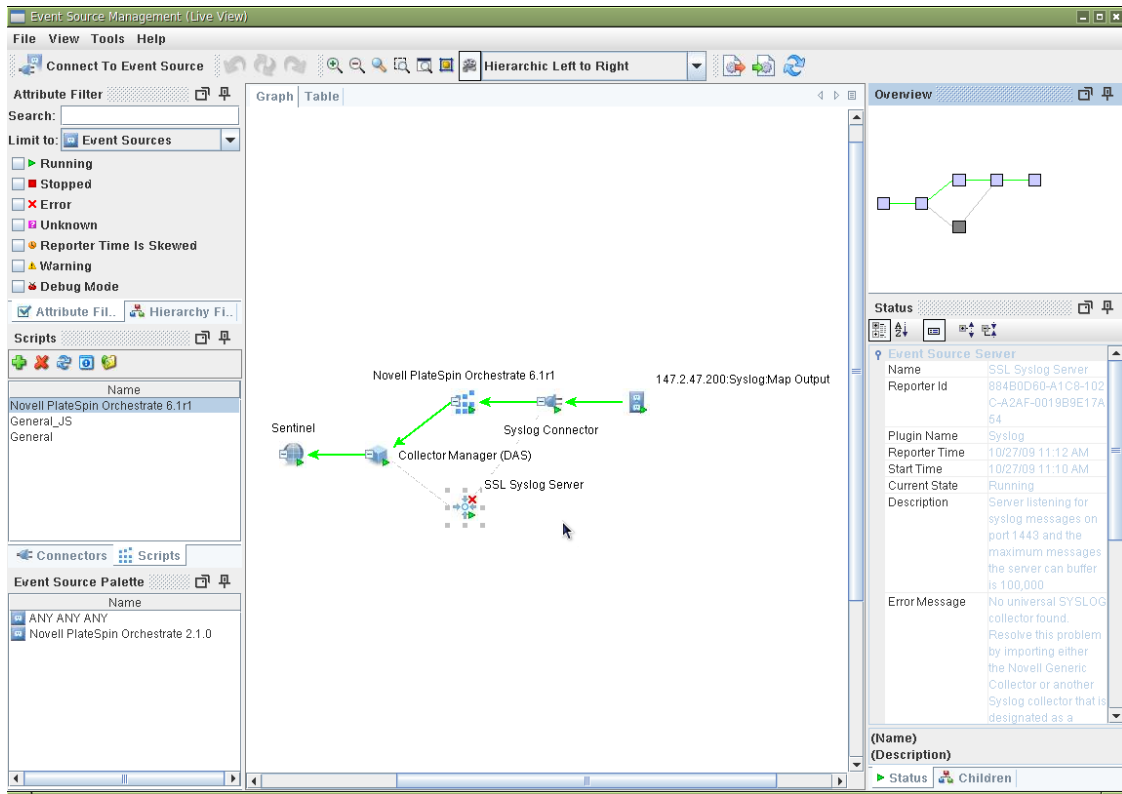 Event Source Management (Live View)
File View Tools Help
Connect To Event Source
Hierarchic Left to Right
Attribute Filter
Search:
Limit to: Event Sources
Running
Stopped
Error
Unknown
Reporter Time Is Skewed
Warning
Debug Mode
Attribute Fil.. Hierarchy Fi..
Scripts
Name
Novell PlateSpin Orchestrate 6.1r1
General_JS
General
Connectors Scripts
Event Source Palette
Name
ANY ANY ANY
Novell PlateSpin Orchestrate 2.1.0
Graph Table
Novell PlateSpin Orchestrate 6.1r1
147.2.47.200:Syslog:Map Output
Sentinel
Syslog Connector
Collector Manager (DAS)
SSL Syslog Server
Overview
Status
Event Source Server
Name SSL Syslog Server
Reporter Id 884B0D60-A1C8-102
C-A2AF-0019B9E17A
54
Plugin Name Syslog
Reporter Time 10/27/09 11:12 AM
Start Time 10/27/09 11:10 AM
Current State Running
Description Server listening for
syslog messages on
port 1443 and the
maximum messages
the server can buffer
is 100,000
Error Message No universal SYSLOG
collector found.
Resolve this problem
by importing either
the Novell Generic
Collector or another
Syslog collector that is
designated as a
(Name)
(Description)
Status Children